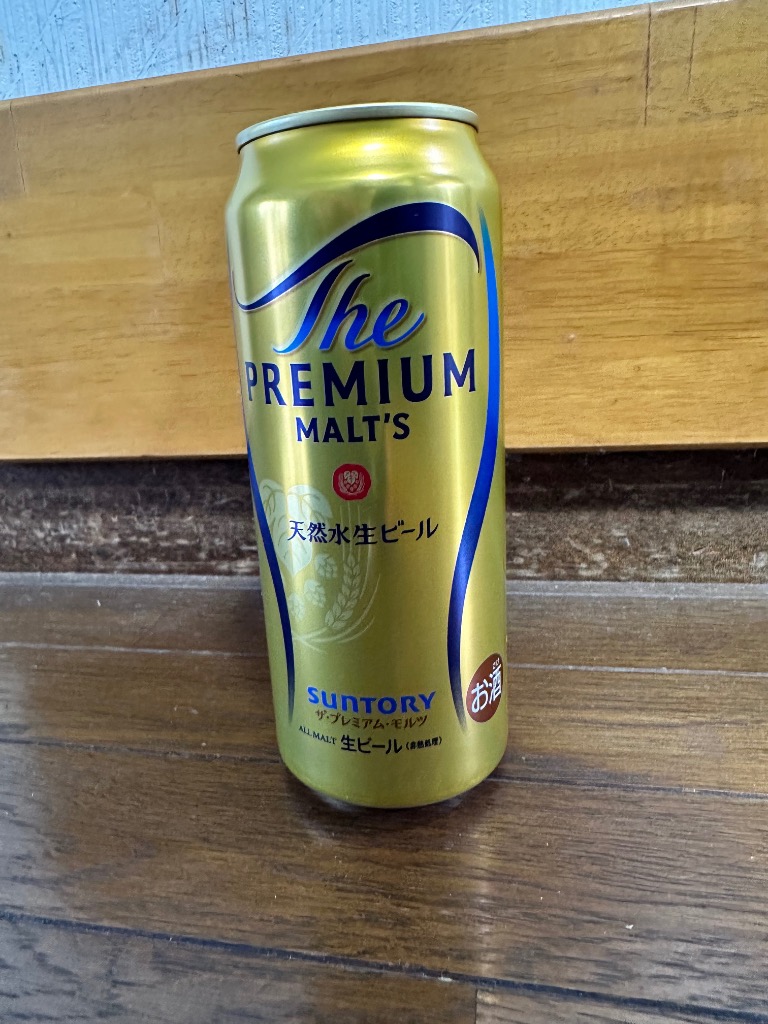 The
PREMIUM
MALT'S
天然水生ビール
SUNTORY
ザ・プレミアム・モルツ
ALL MALT 生ビール(非熱処理)
お酒